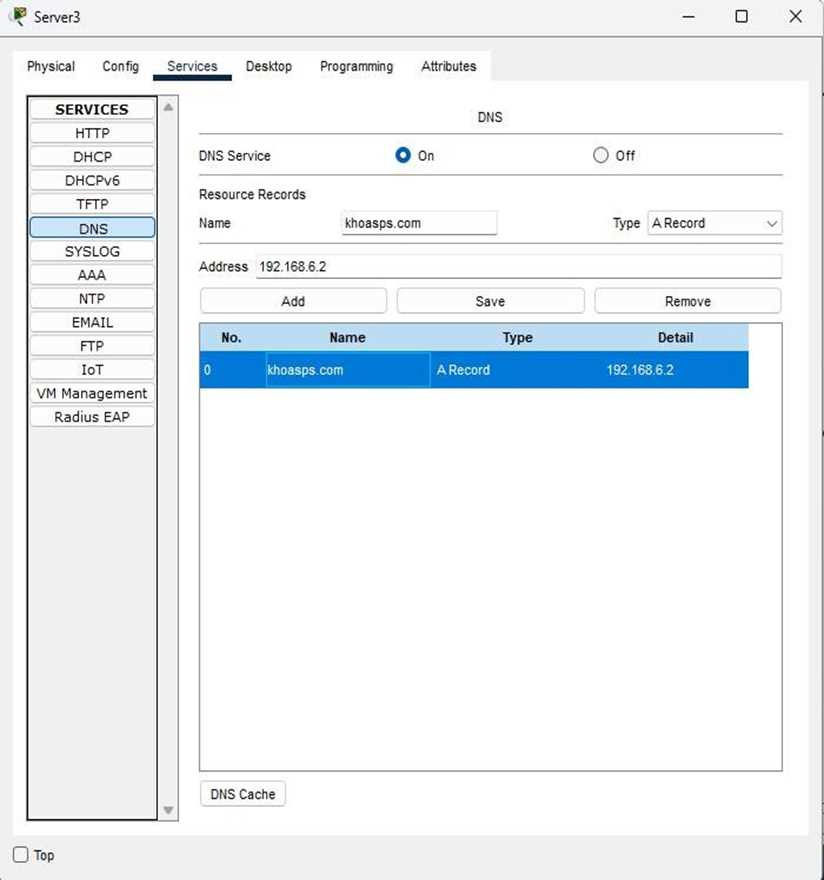 Server3
Physical Config Services Desktop Programming Attributes
SERVICES
HTTP
DHCP
DHCPv6
TFTP
DNS
SYSLOG
AAA
NTP
EMAIL
FTP
IoT
VM Management
Radius EAP
DNS
DNS Service On Off
Resource Records
Name khoasps.com Type A Record
Address 192.168.6.2
Add Save Remove
No. Name Type Detail
0 khoasps.com A Record 192.168.6.2
DNS Cache
Top